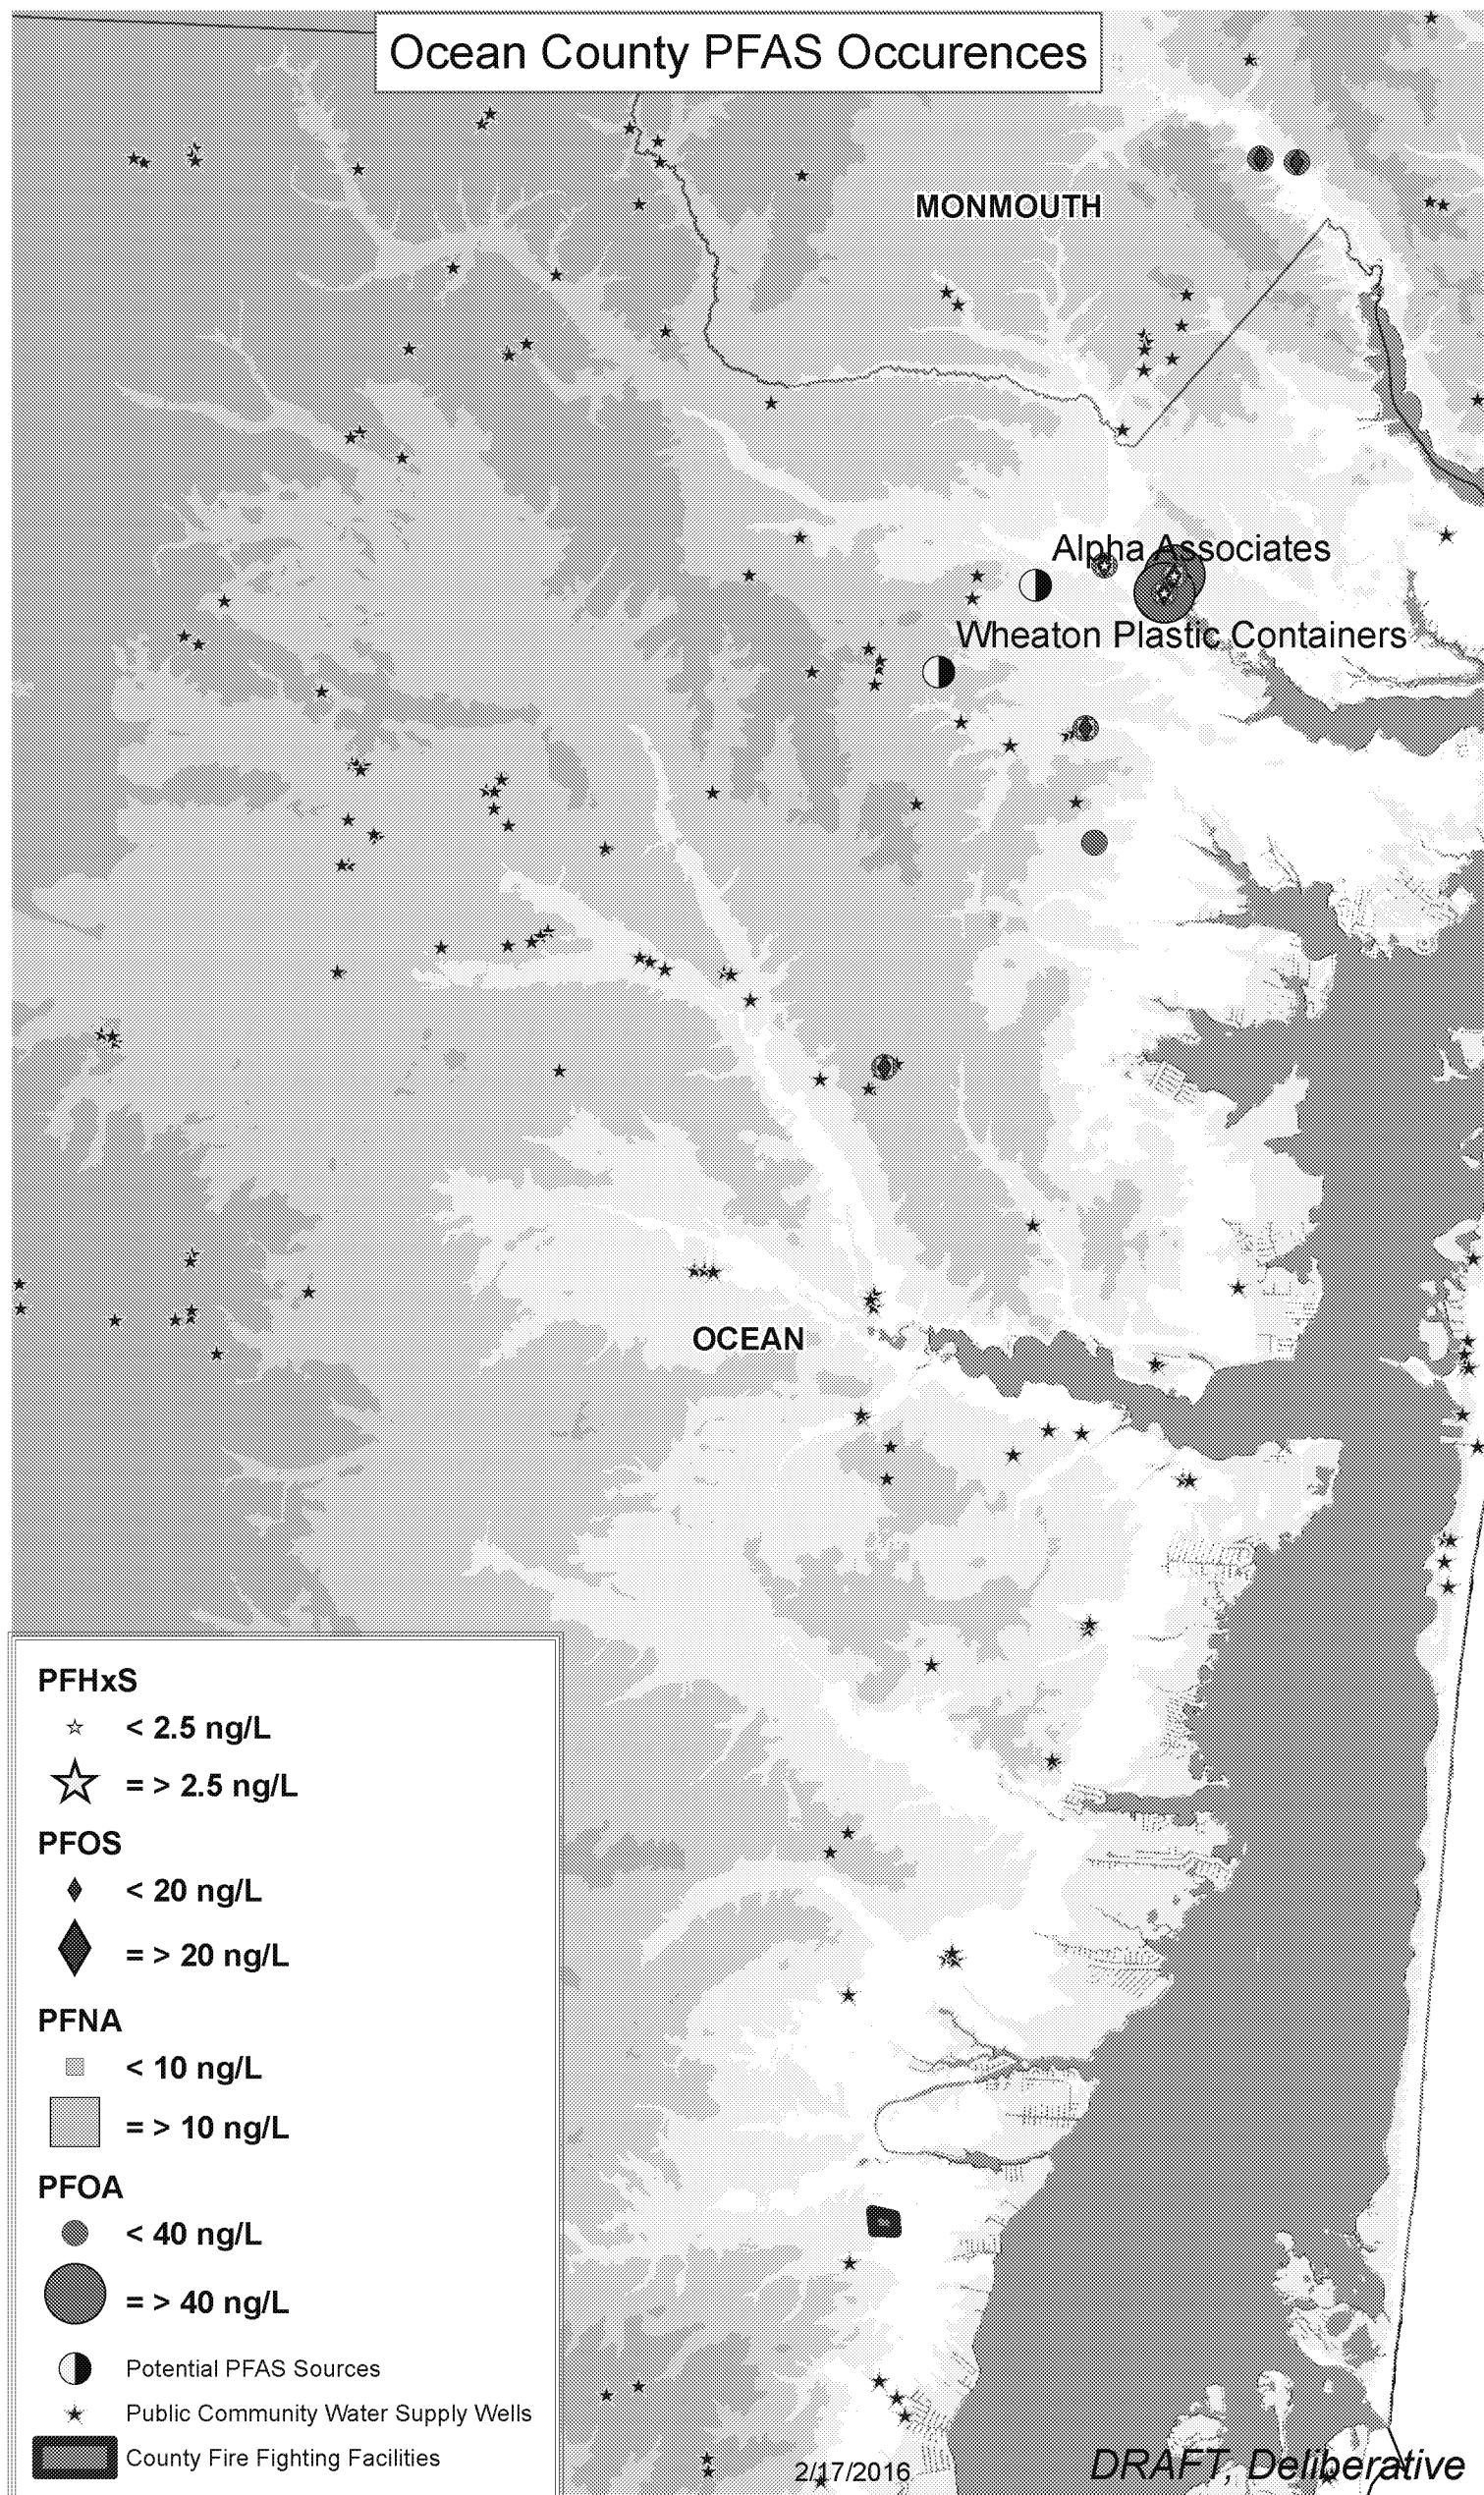 Ocean County PFAS Occurences
MONMOUTH
Alpha Associates
Wheaton Plastic Containers
OCEAN
PFHxS
< 2.5 ng/L
= > 2.5 ng/L
PFOS
< 20 ng/L
= > 20 ng/L
PFNA
< 10 ng/L
= > 10 ng/L
PFOA
< 40 ng/L
= > 40 ng/L
Potential PFAS Sources
Public Community Water Supply Wells
County Fire Fighting Facilities
2/17/2016
DRAFT, Deliberative